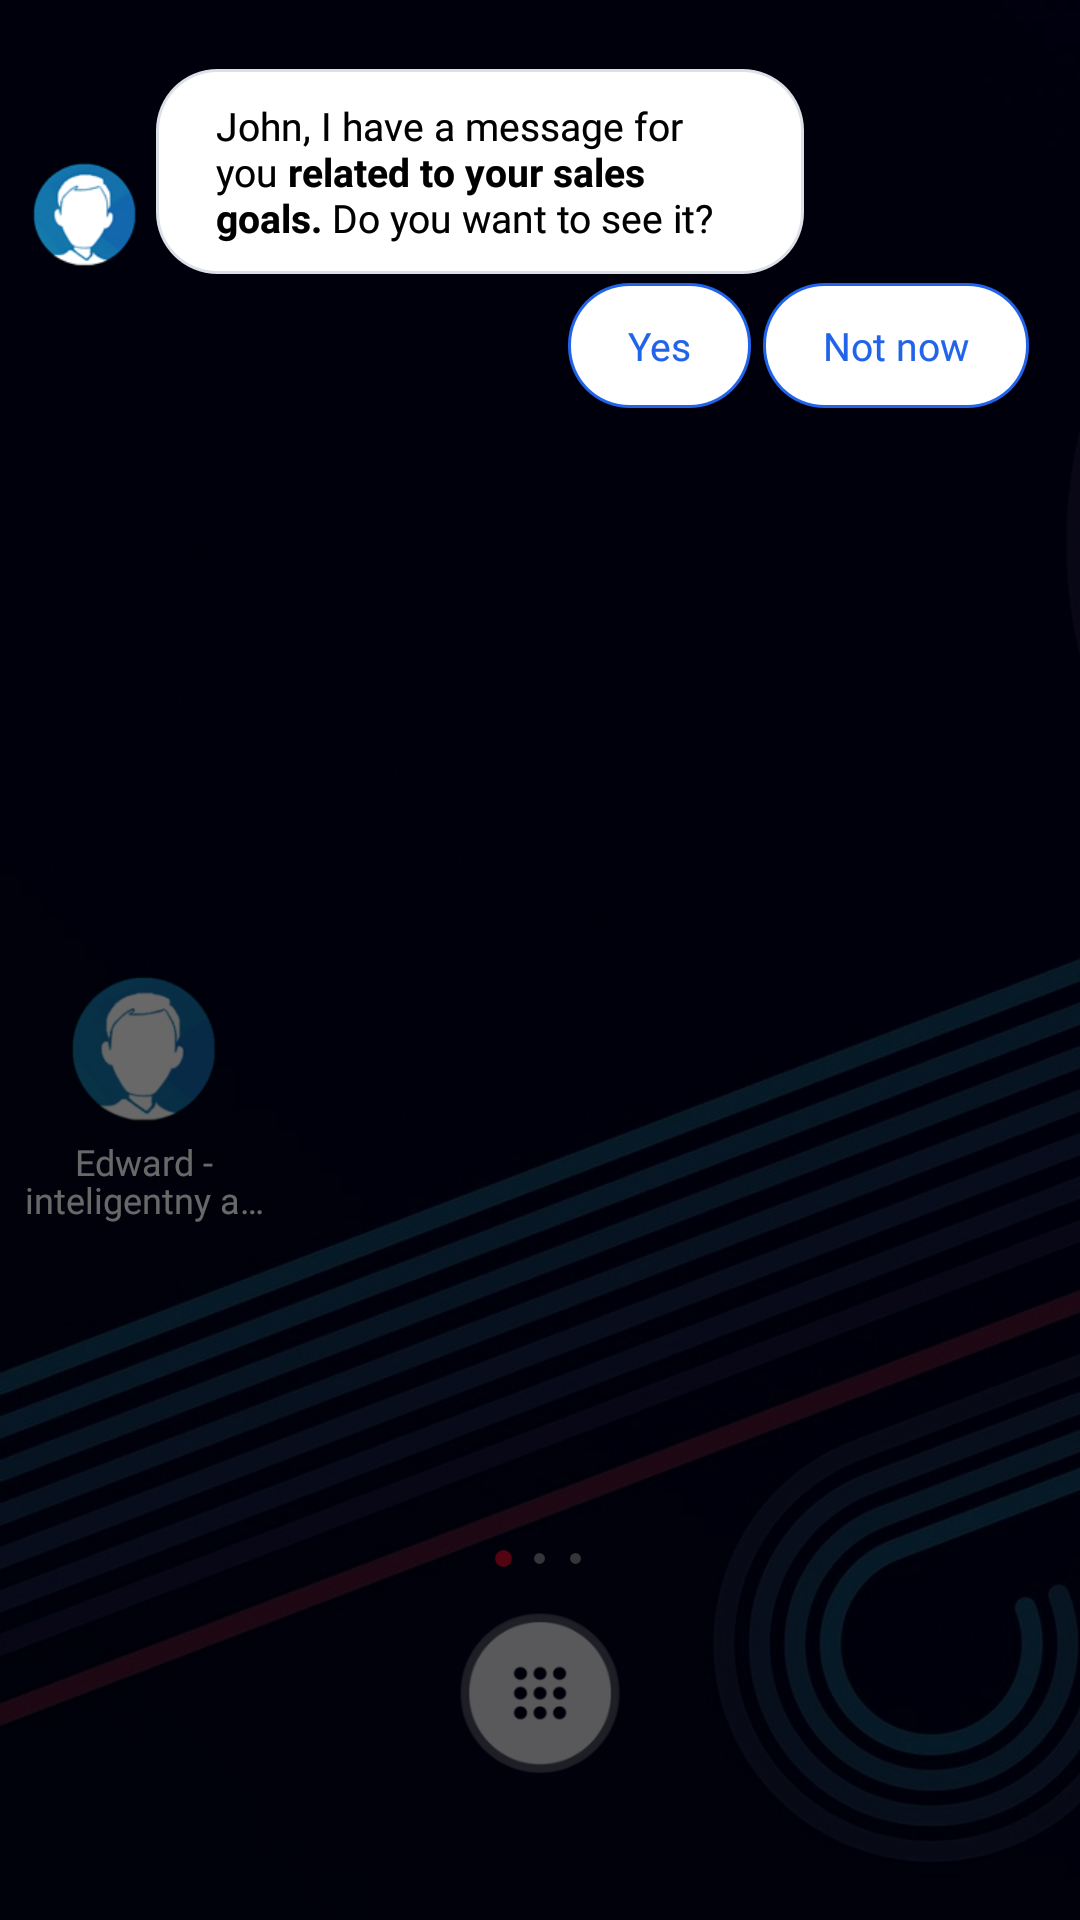 John, I have a message for
you related to your sales
goals. Do you want to see it?
Yes
Not now
Edward -
inteligentny a...